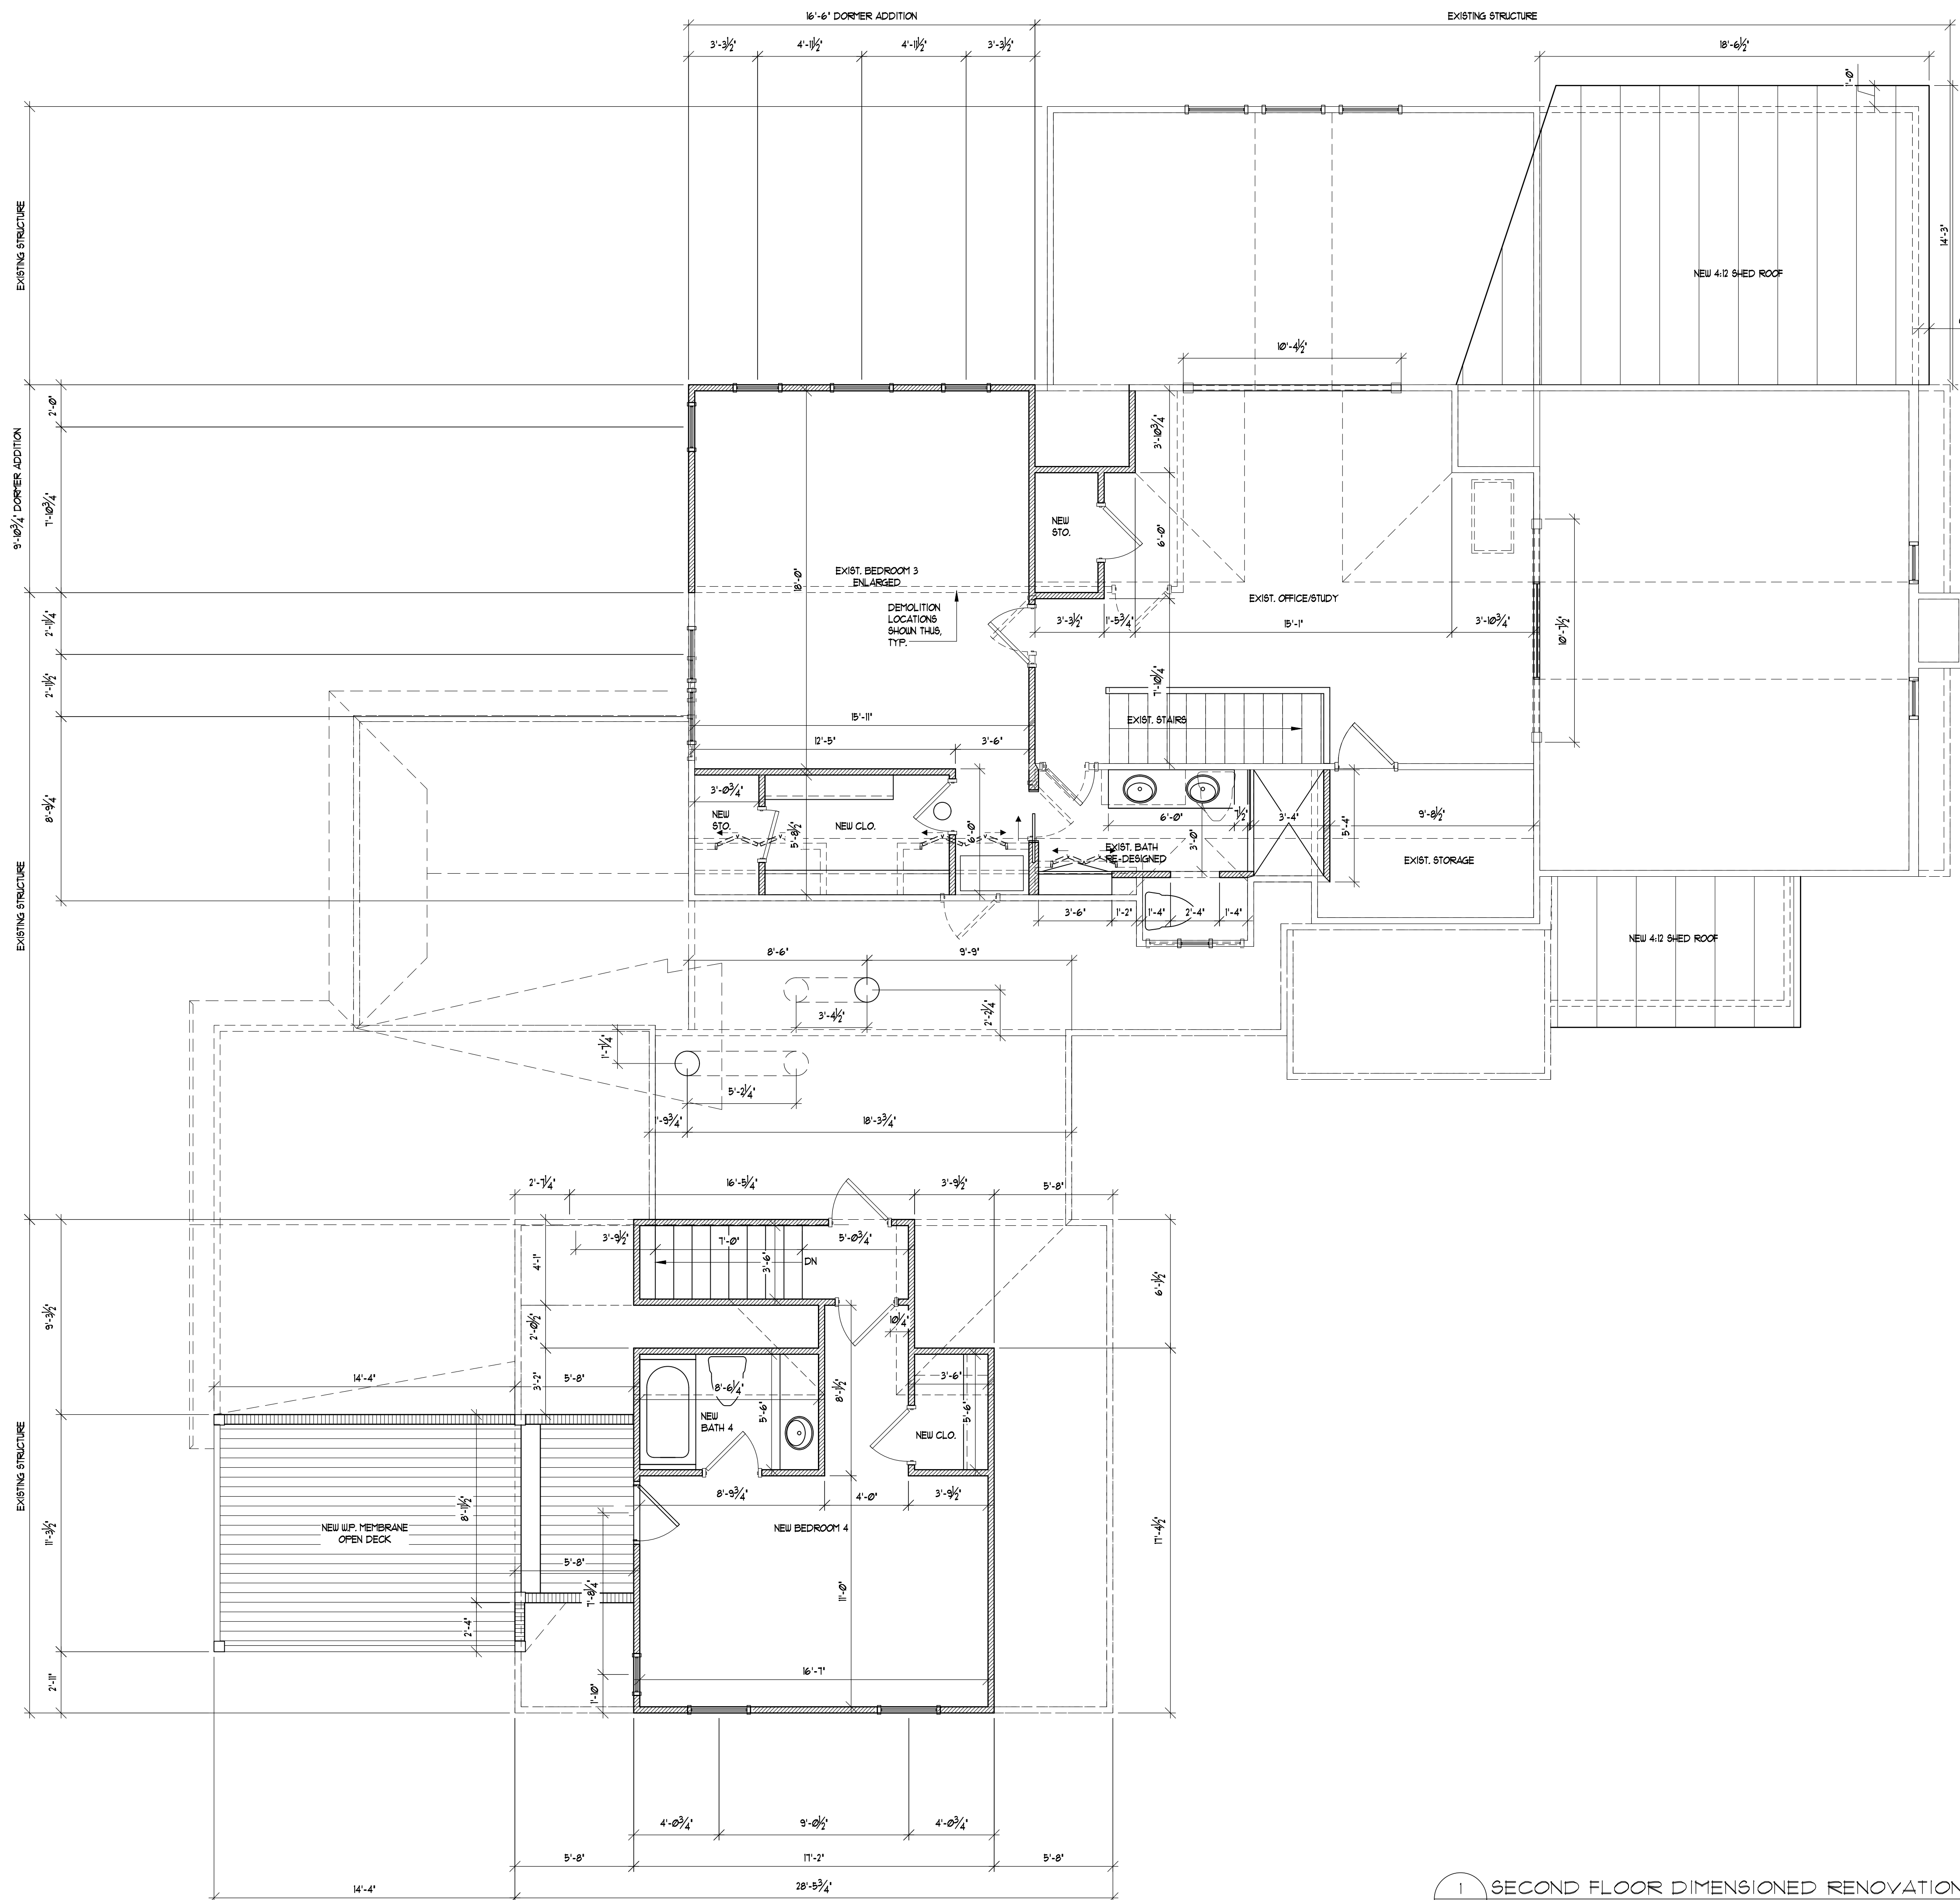 16'-6" DORMER ADDITION
EXISTING STRUCTURE
3'-3½"
4'-11½"
4'-11½"
3'-3½"
18'-6½"
1'-0"
EXISTING STRUCTURE
14'-3"
NEW 4:12 SHED ROOF
10'-4½"
2'-0"
9'-10¾" DORMER ADDITION
7'-10¾"
3'-10¾"
NEW
STO.
6'-0"
EXIST. BEDROOM 3
ENLARGED
18'-0"
DEMOLITION
LOCATIONS
SHOWN THUS,
TYP.
EXIST. OFFICE/STUDY
3'-3½"
1'-5¾"
15'-1"
3'-10¾"
10'-7½"
2'-11¼"
2'-11½"
7'-10¼"
15'-11"
EXIST. STAIRS
12'-5"
3'-6"
8'-9¼"
3'-0¾"
NEW
STO.
5'-8½"
NEW CLO.
6'-0"
6'-0"
7½"
3'-4"
5'-4"
9'-8½"
3'-0"
EXIST. BATH
RE-DESIGNED
EXIST. STORAGE
EXISTING STRUCTURE
3'-6"
1'-2"
1'-4"
2'-4"
1'-4"
NEW 4:12 SHED ROOF
8'-6"
9'-9"
3'-4½"
2'-2¼"
1'-7¼"
5'-2¼"
1'-9¾"
18'-3¾"
2'-7¼"
16'-5¼"
3'-9½"
5'-8"
3'-9½"
7'-0"
5'-0¾"
4'-1"
3'-6"
DN
6'-1½"
9'-3½"
2'-0½"
10¼"
14'-4"
5'-8"
3'-2"
8'-6¼"
5'-6"
8'-1½"
3'-6"
5'-6"
NEW
BATH 4
NEW CLO.
EXISTING STRUCTURE
8'-9¾"
4'-0"
3'-9½"
8'-1½"
NEW W.P. MEMBRANE
OPEN DECK
NEW BEDROOM 4
11'-3½"
17'-4½"
5'-8"
7'-8¼"
11'-0"
2'-4"
16'-7"
2'-11"
1'-10"
4'-0¾"
9'-0½"
4'-0¾"
5'-8"
17'-2"
5'-8"
14'-4"
28'-5¾"
1
SECOND FLOOR DIMENSIONED RENOVATION